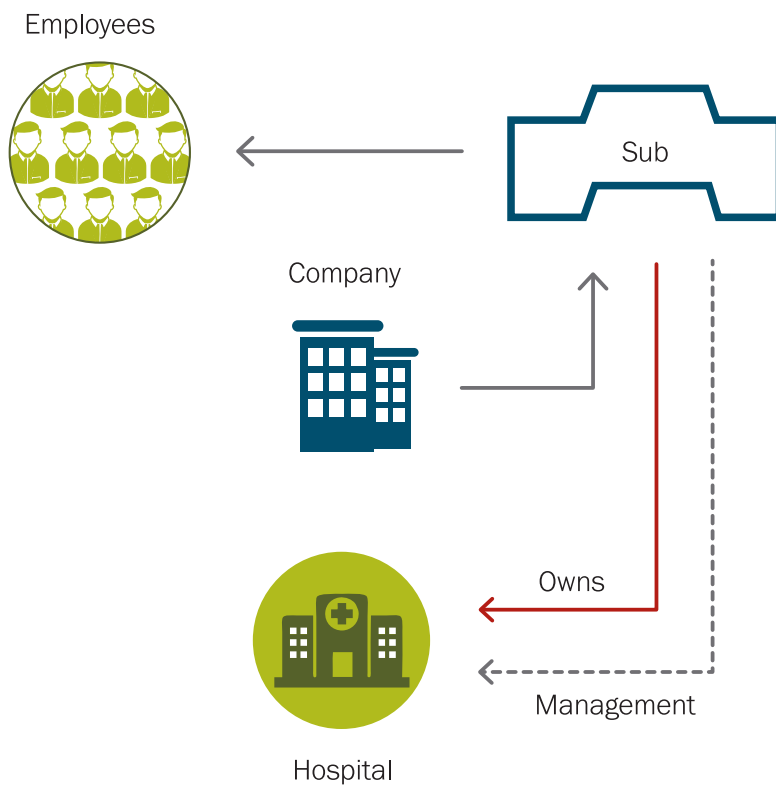 Employees
Sub
Company
Owns
Management
Hospital